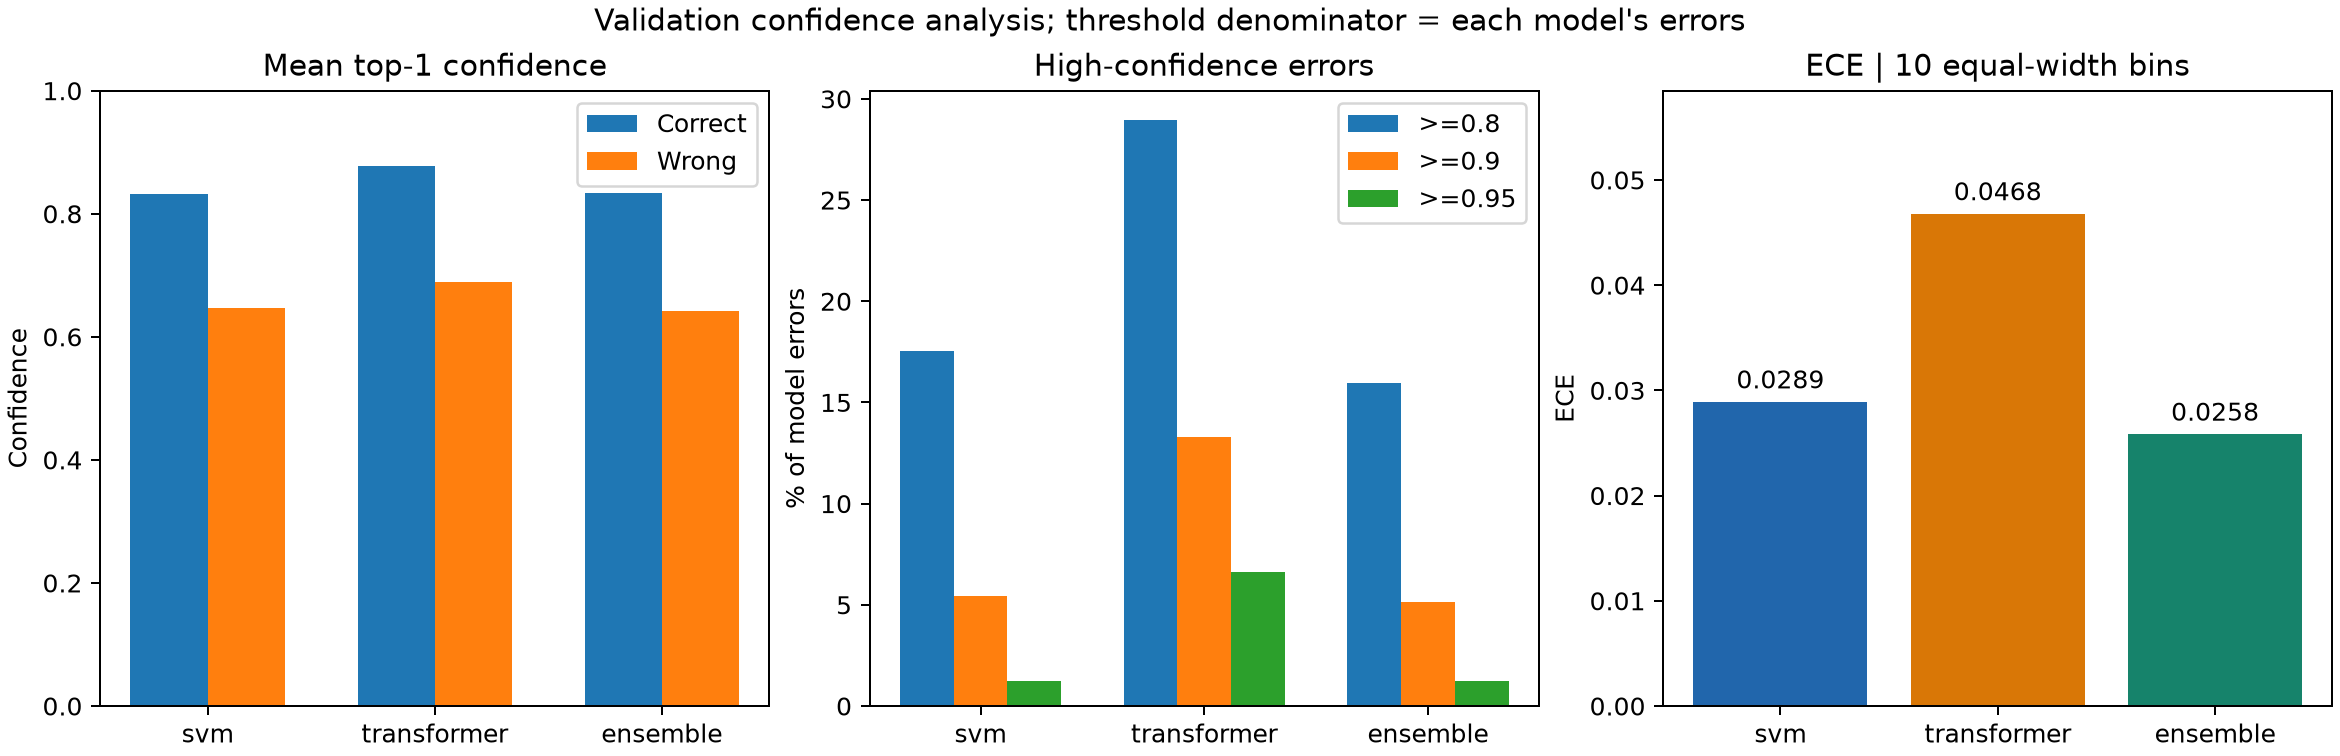 Validation confidence analysis; threshold denominator = each model's errors
Mean top-1 confidence
Confidence
1.0
0.8
0.6
0.4
0.2
0.0
Correct
Wrong
svm
transformer
ensemble
High-confidence errors
% of model errors
30
25
20
15
10
5
0
>=0.8
>=0.9
>=0.95
svm
transformer
ensemble
ECE | 10 equal-width bins
ECE
0.05
0.04
0.03
0.02
0.01
0.00
0.0289
0.0468
0.0258
svm
transformer
ensemble